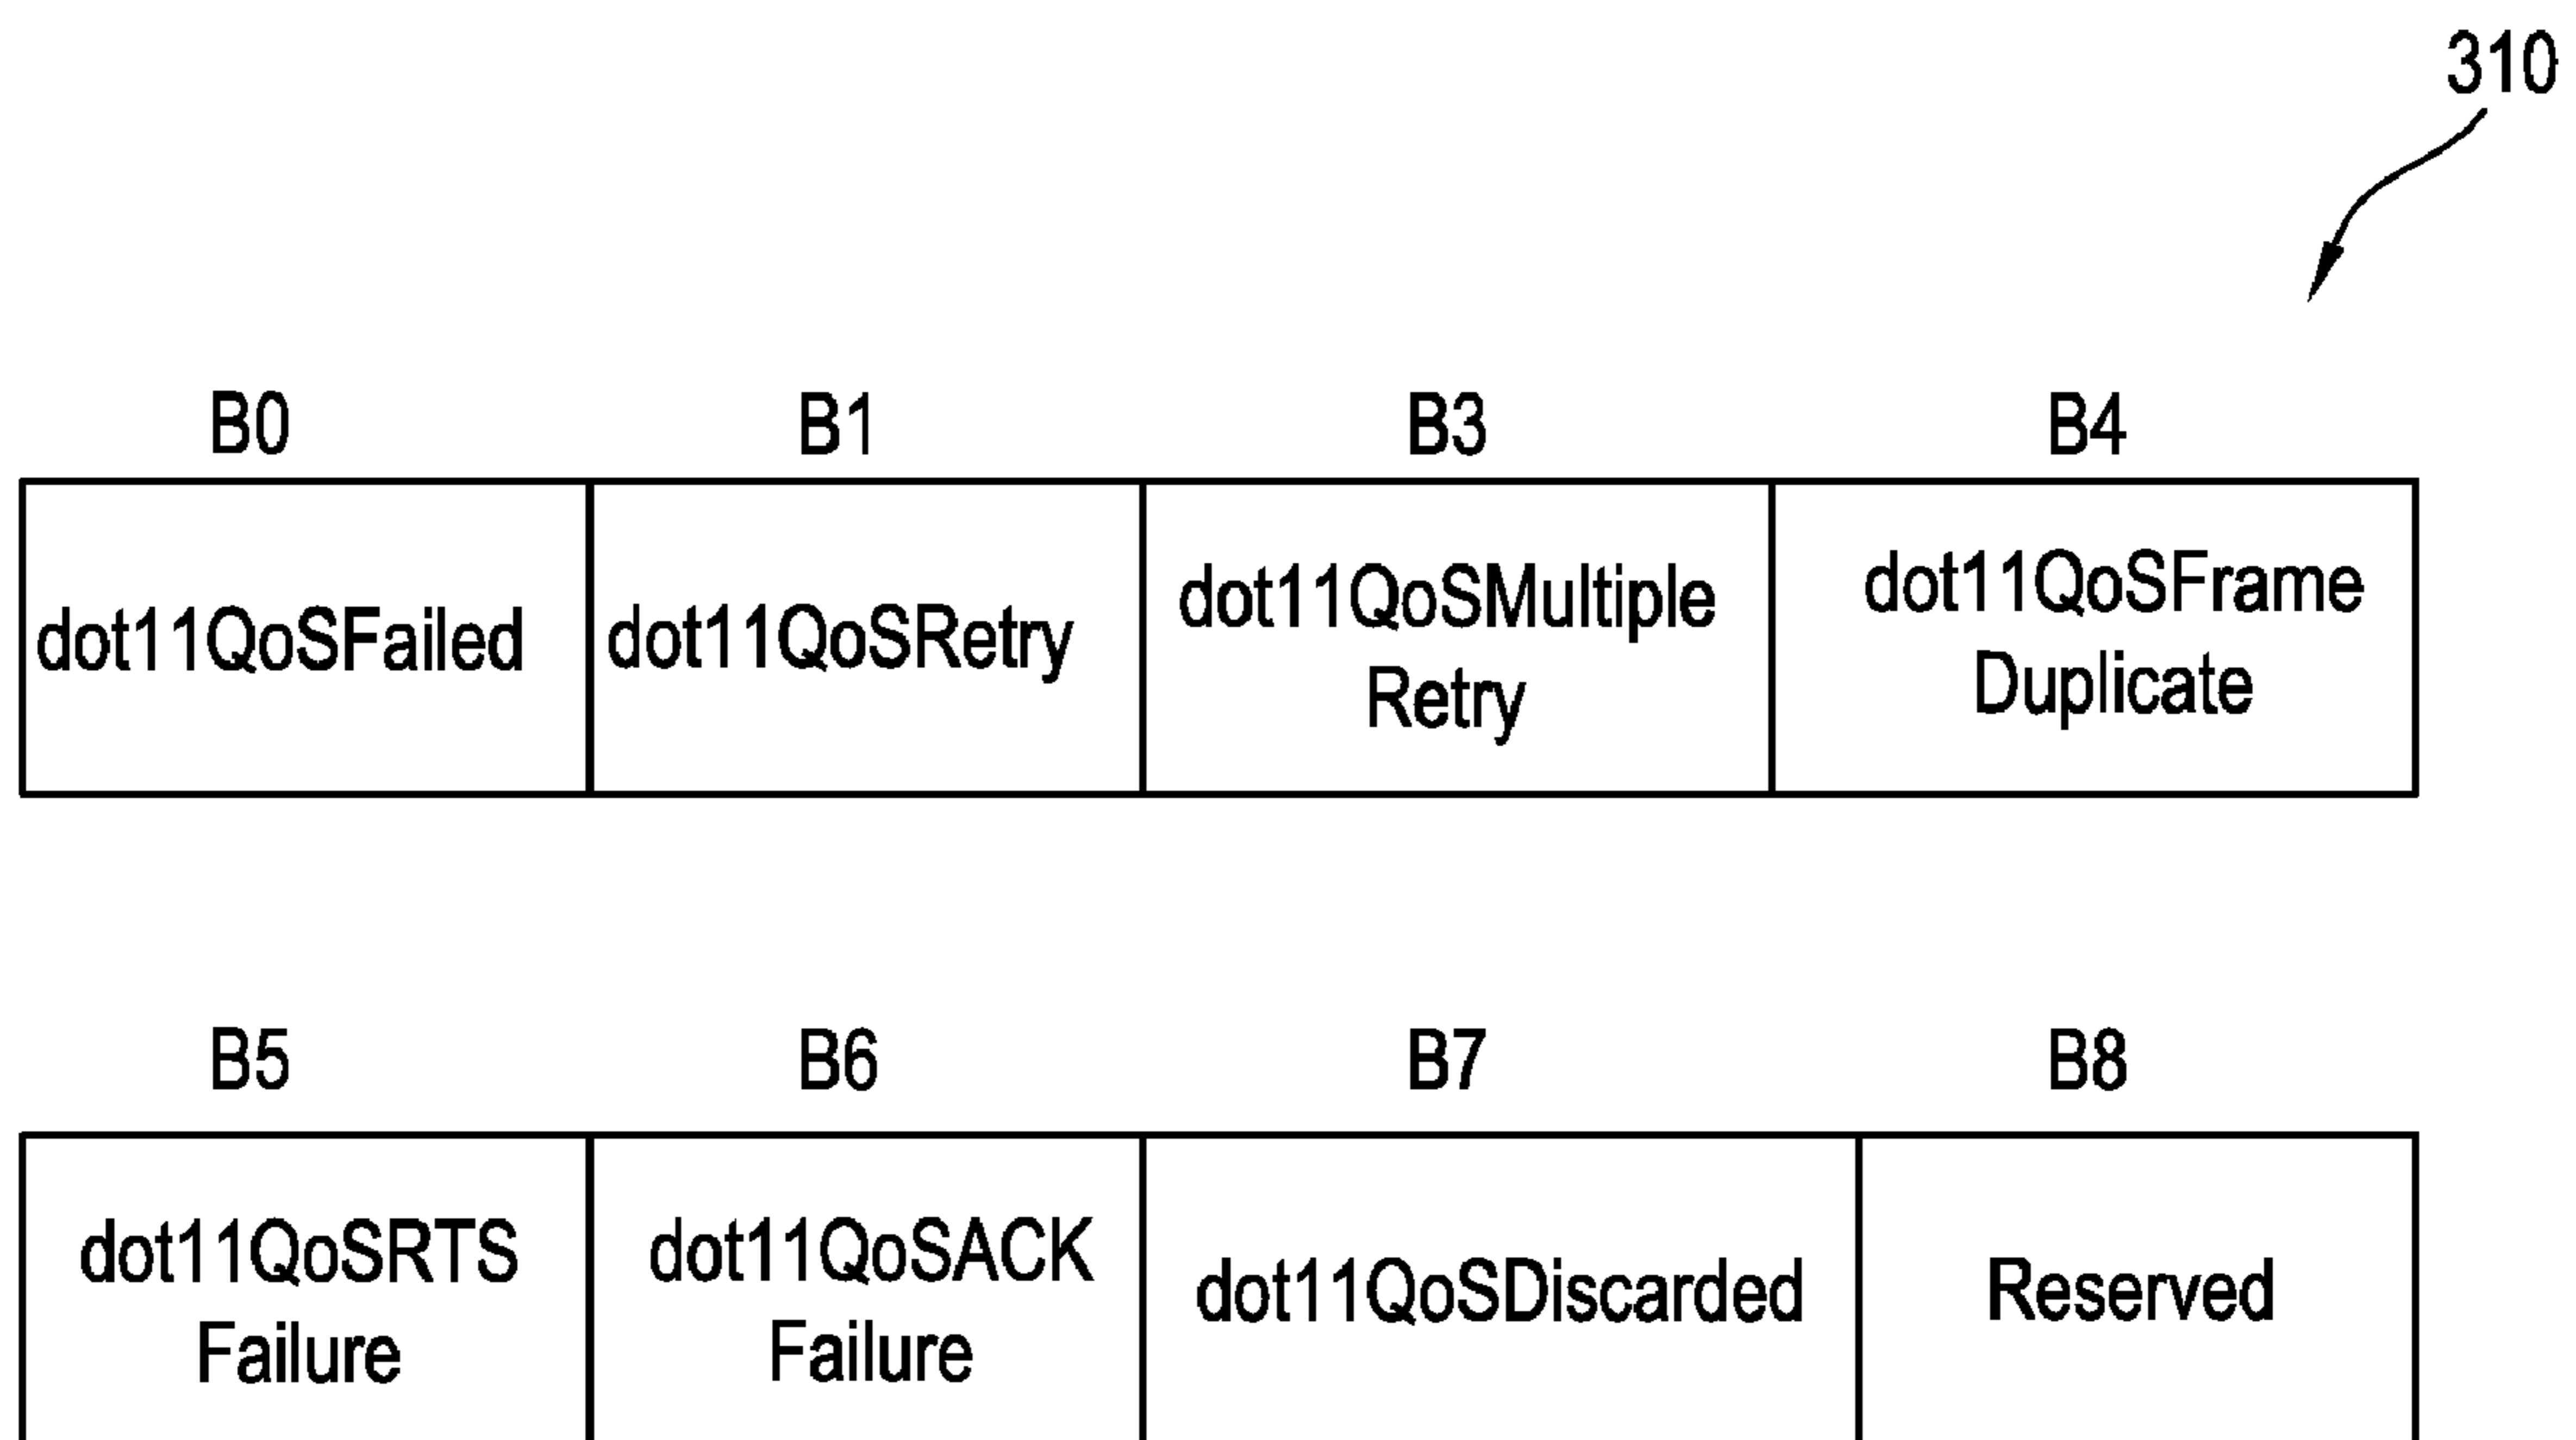 310
B0 B1 B3 B4
dot11QoSFailed dot11QoSRetry dot11QoSMultiple Retry dot11QoSFrame Duplicate
B5 B6 B7 B8
dot11QoSRTS Failure dot11QoSACK Failure dot11QoSDiscarded Reserved